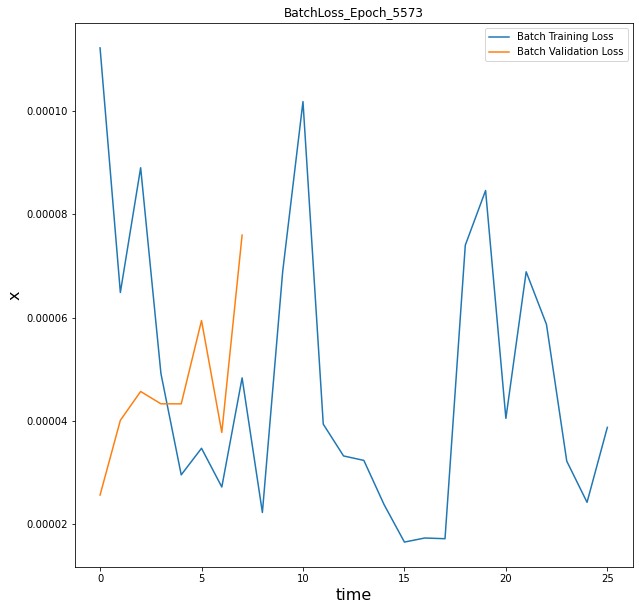 BatchLoss_Epoch_5573
Batch Training Loss
Batch Validation Loss
0.00010
0.00008
0.00006
0.00004
0.00002
x
0 5 10 15 20 25
time